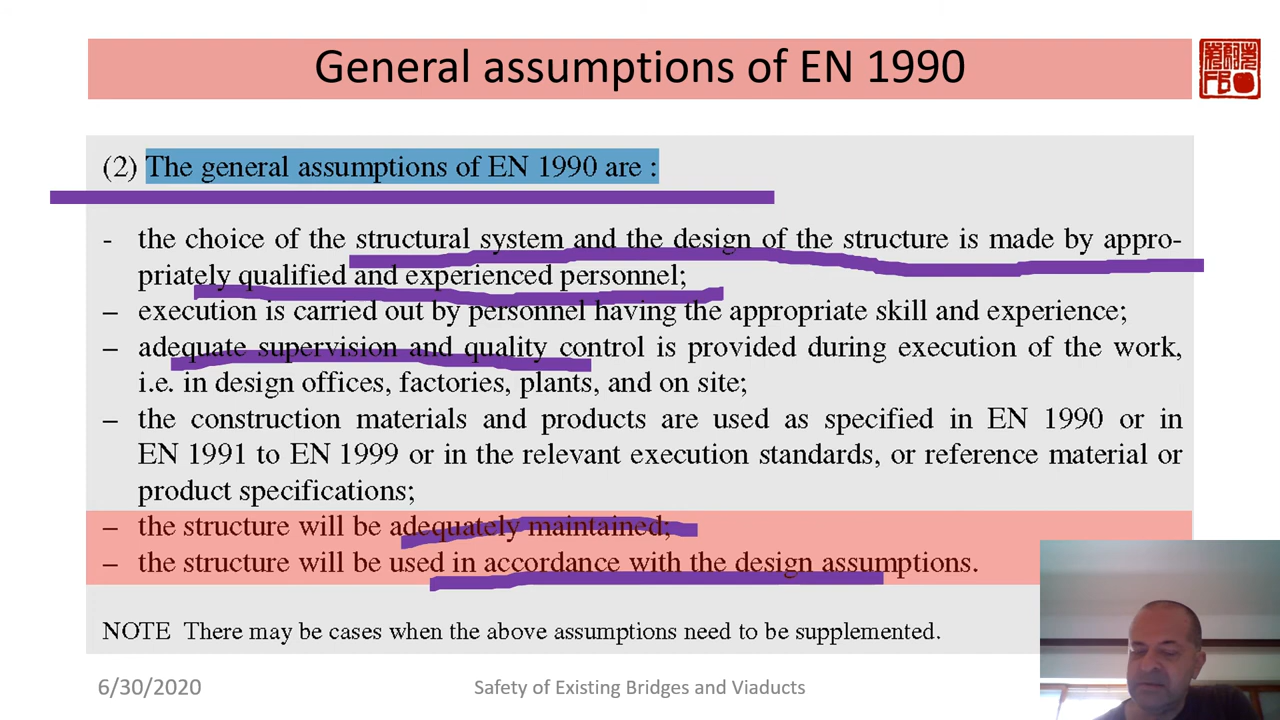 General assumptions of EN 1990
(2) The general assumptions of EN 1990 are :
- the choice of the structural system and the design of the structure is made by appro-
priately qualified and experienced personnel;
– execution is carried out by personnel having the appropriate skill and experience;
– adequate supervision and quality control is provided during execution of the work,
i.e. in design offices, factories, plants, and on site;
– the construction materials and products are used as specified in EN 1990 or in
EN 1991 to EN 1999 or in the relevant execution standards, or reference material or
product specifications;
– the structure will be adequately maintained;
– the structure will be used in accordance with the design assumptions.
NOTE There may be cases when the above assumptions need to be supplemented.
6/30/2020
Safety of Existing Bridges and Viaducts